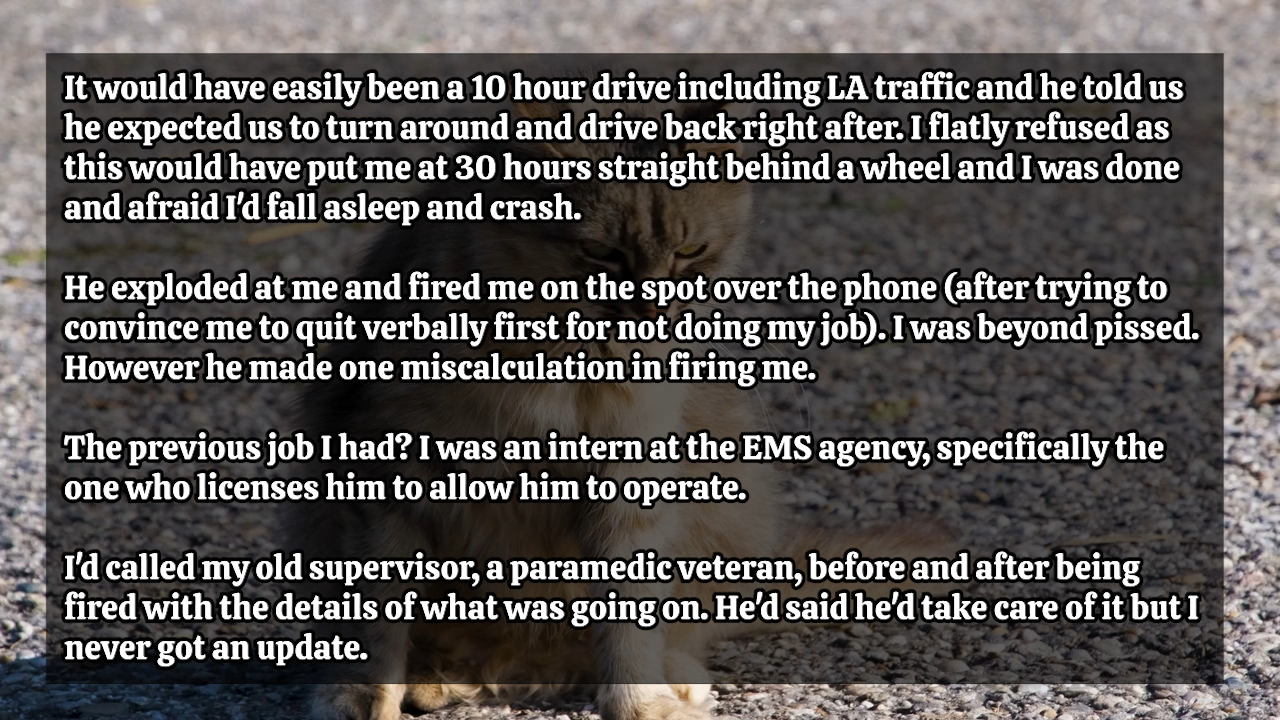 It would have easily been a 10 hour drive including LA traffic and he told us
he expected us to turn around and drive back right after. I flatly refused as
this would have put me at 30 hours straight behind a wheel and I was done
and afraid I'd fall asleep and crash.
He exploded at me and fired me on the spot over the phone (after trying to
convince me to quit verbally first for not doing my job). I was beyond pissed.
However he made one miscalculation in firing me.
The previous job I had? I was an intern at the EMS agency, specifically the
one who licenses him to allow him to operate.
I'd called my old supervisor, a paramedic veteran, before and after being
fired with the details of what was going on. He'd said he'd take care of it but I
never got an update.